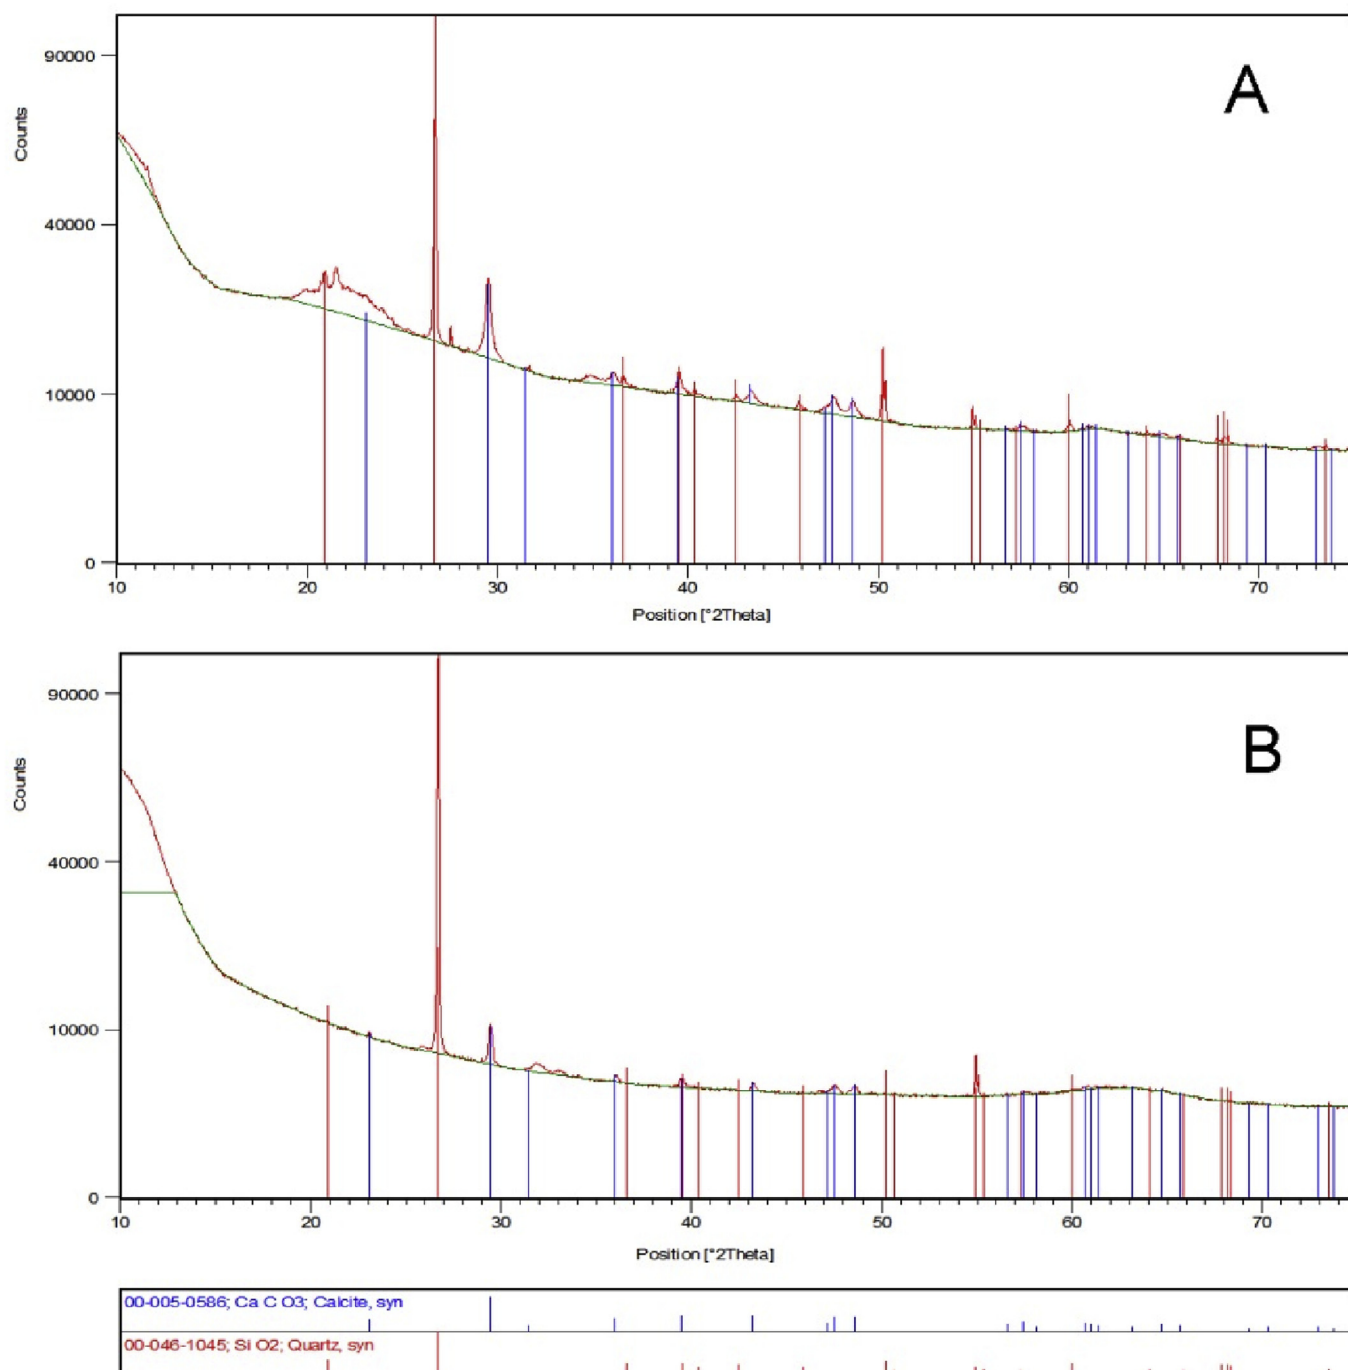 A
Counts
90000
40000
10000
0
10 20 30 40 50 60 70
Position [°2Theta]
B
Counts
90000
40000
10000
0
10 20 30 40 50 60 70
Position [°2Theta]
00-005-0586; Ca C O3; Calcite, syn
00-046-1045; Si O2; Quartz, syn